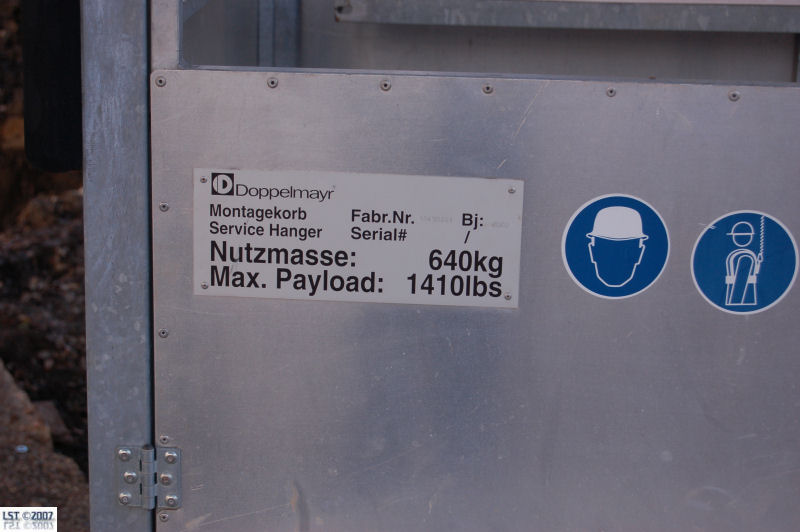 Doppelmayr
Montagekorb Fabr.Nr. Bj:
Service Hanger Serial# /
Nutzmasse: 640kg
Max. Payload: 1410lbs
LST ©2007